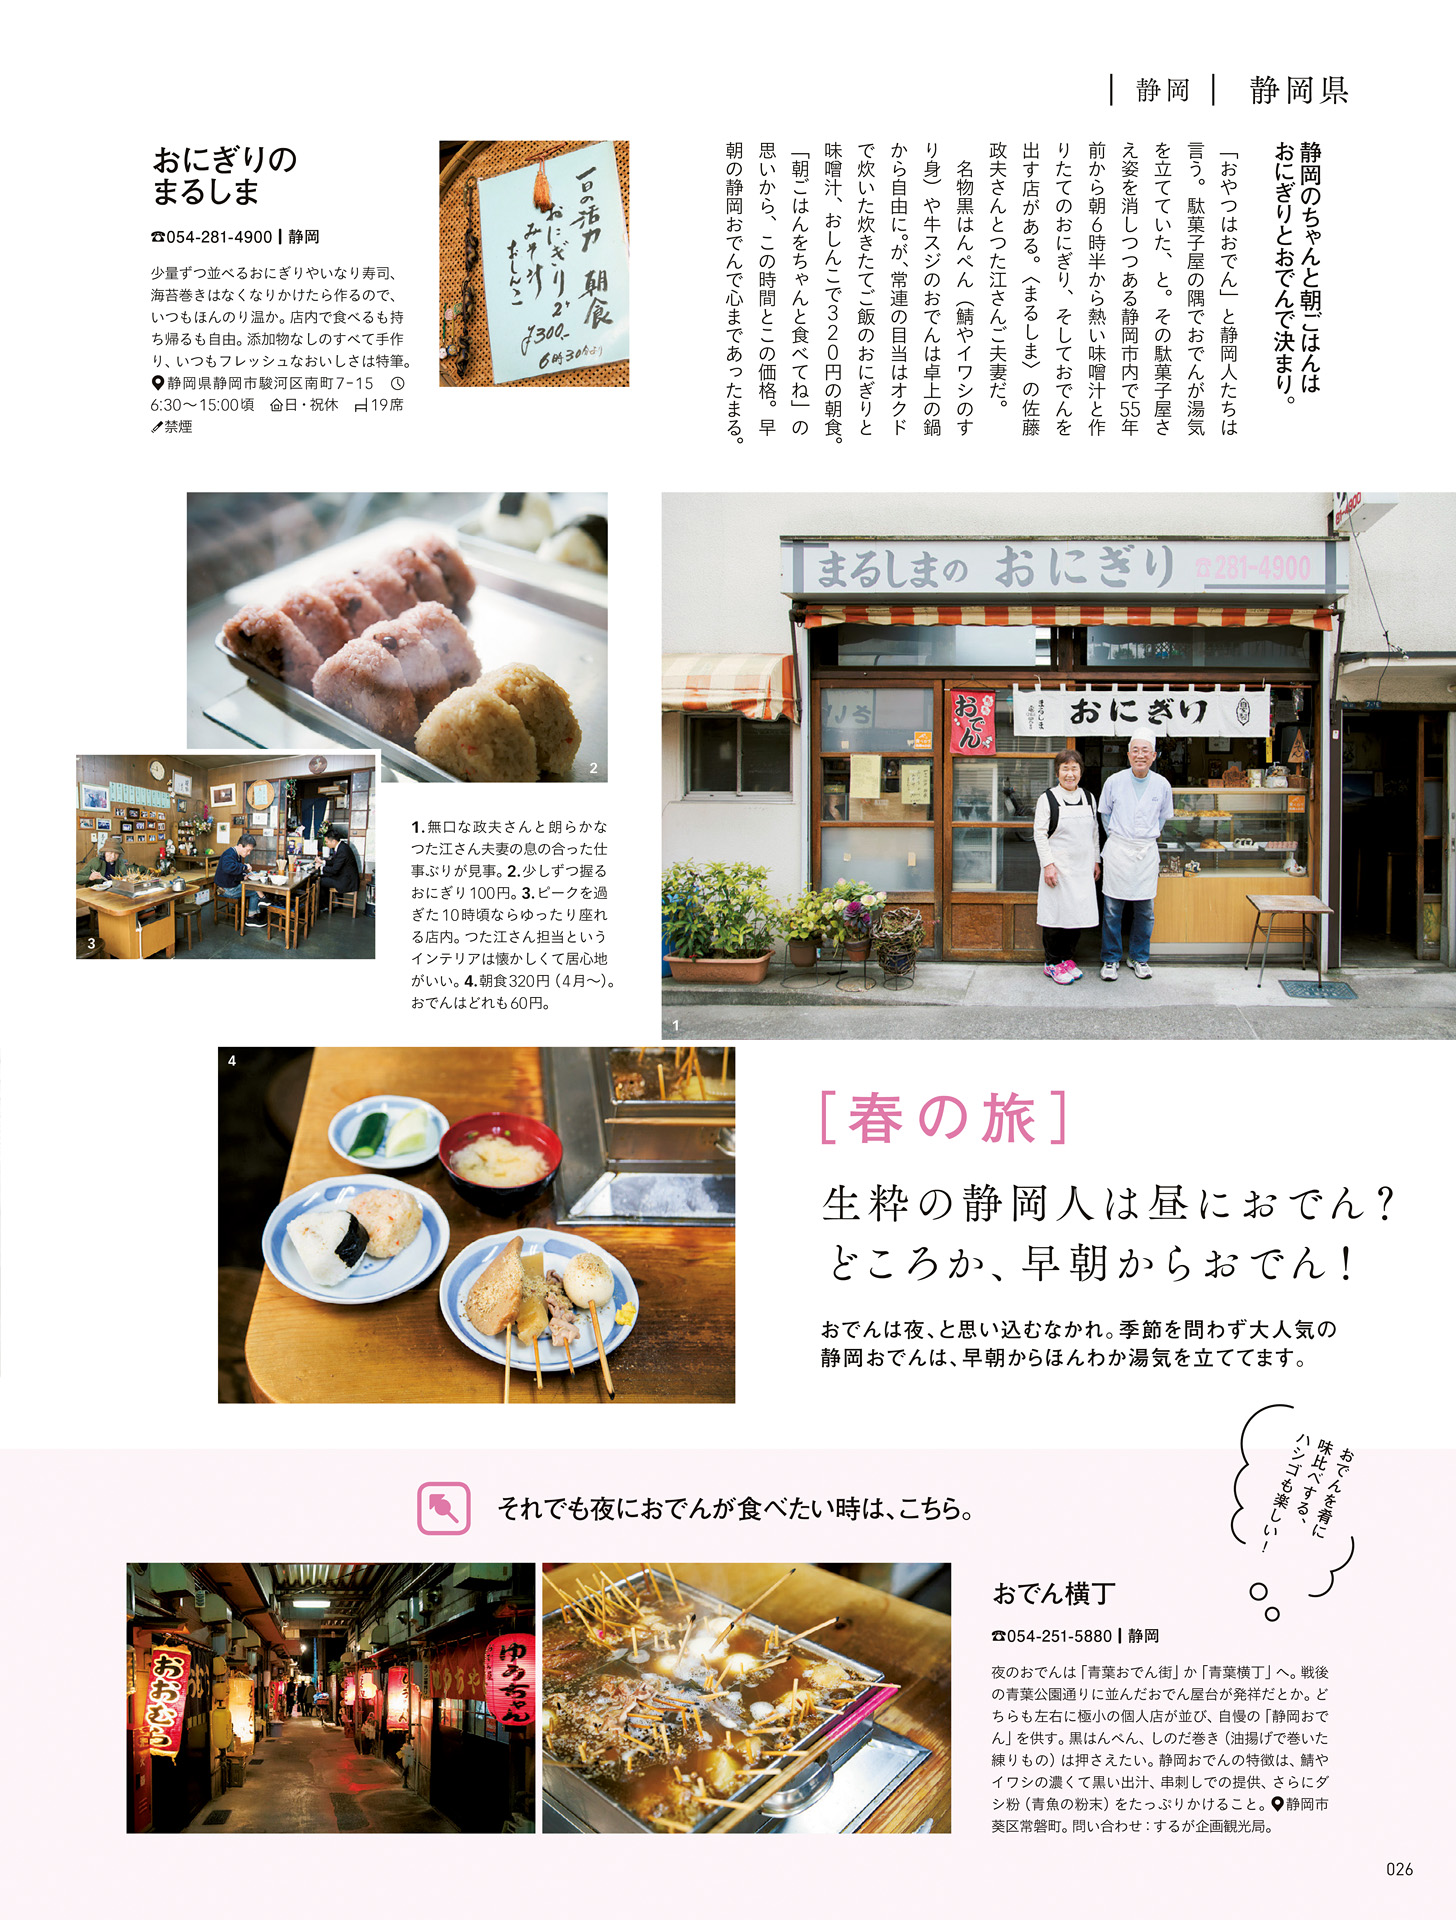 静岡県
静岡
静岡のちゃんと朝ごはんは
おにぎりとおでんで決まり。
「おやつはおでん」と静岡人たちは
言う。駄菓子屋の隅でおでんが湯気
を立てていた、と。その駄菓子屋さ
え姿を消しつつある静岡市内で55年
前から朝6時半から熱い味噌汁と作
りたてのおにぎり、そしておでんを
出す店がある。〈まるしま〉の佐藤
政夫さんとつた江さんご夫妻だ。
名物黒はんぺん（鯖やイワシのす
り身）や牛スジのおでんは卓上の鍋
から自由に。が、常連の目当はオクド
で炊いた炊きたてご飯のおにぎりと
味噌汁、おしんこで320円の朝食。
「朝ごはんをちゃんと食べてね」の
思いから、この時間とこの価格。早
朝の静岡おでんで心まであったまる。
おにぎりの
まるしま
☎054-281-4900┃静岡
少量ずつ並べるおにぎりやいなり寿司、
海苔巻きはなくなりかけたら作るので、
いつもほんのり温か。店内で食べるも持
ち帰るも自由。添加物なしのすべて手作
り、いつもフレッシュなおいしさは特筆。
静岡県静岡市駿河区南町7-15
6:30〜15:00頃 日・祝休 19席
禁煙
一日の活力 朝食
おにぎり2ケ
みそ汁
おしんこ
¥300-
6時30分より
2
3
1.無口な政夫さんと朗らかな
つた江さん夫妻の息の合った仕
事ぶりが見事。2.少しずつ握る
おにぎり100円。3.ピークを過
ぎた10時頃ならゆったり座れ
る店内。つた江さん担当という
インテリアは懐かしくて居心地
がいい。4.朝食320円（4月〜）。
おでんはどれも60円。
まるしまの おにぎり ☎281-4900
81-4900
おでん
まるしま
おにぎり
1
4
［春の旅］
生粋の静岡人は昼におでん？
どころか、早朝からおでん！
おでんは夜、と思い込むなかれ。季節を問わず大人気の
静岡おでんは、早朝からほんわか湯気を立ててます。
おでんを肴に
味比べする、
ハシゴも楽しい！
それでも夜におでんが食べたい時は、こちら。
おおむら
ゆみちゃん
おでん横丁
☎054-251-5880┃静岡
夜のおでんは「青葉おでん街」か「青葉横丁」へ。戦後
の青葉公園通りに並んだおでん屋台が発祥だとか。ど
ちらも左右に極小の個人店が並び、自慢の「静岡おで
ん」を供す。黒はんぺん、しのだ巻き（油揚げで巻いた
練りもの）は押さえたい。静岡おでんの特徴は、鯖や
イワシの濃くて黒い出汁、串刺しでの提供、さらにダ
シ粉（青魚の粉末）をたっぷりかけること。静岡市
葵区常磐町。問い合わせ：するが企画観光局。
026